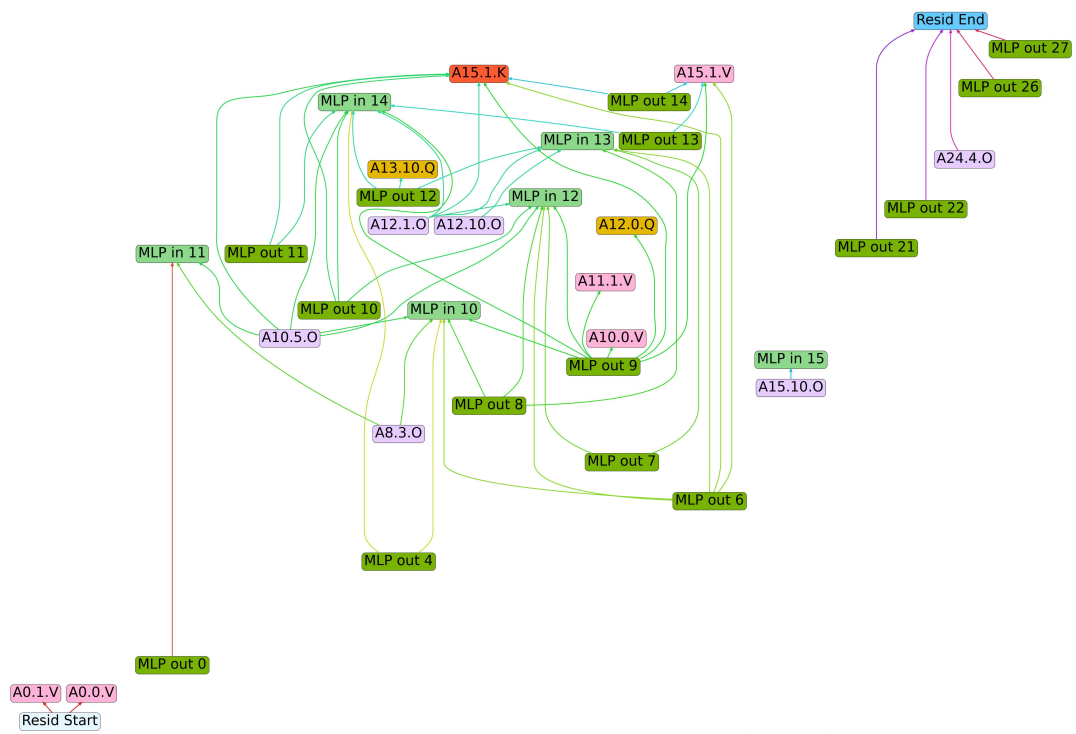 Resid End
MLP out 27
A15.1.K
A15.1.V
MLP out 26
MLP in 14
MLP out 14
MLP in 13
MLP out 13
A24.4.O
A13.10.Q
MLP out 12
MLP in 12
MLP out 22
A12.1.O
A12.10.O
A12.0.Q
MLP out 21
MLP in 11
MLP out 11
A11.1.V
MLP out 10
MLP in 10
A10.5.O
A10.0.V
MLP in 15
MLP out 9
A15.10.O
MLP out 8
A8.3.O
MLP out 7
MLP out 6
MLP out 4
MLP out 0
A0.1.V
A0.0.V
Resid Start